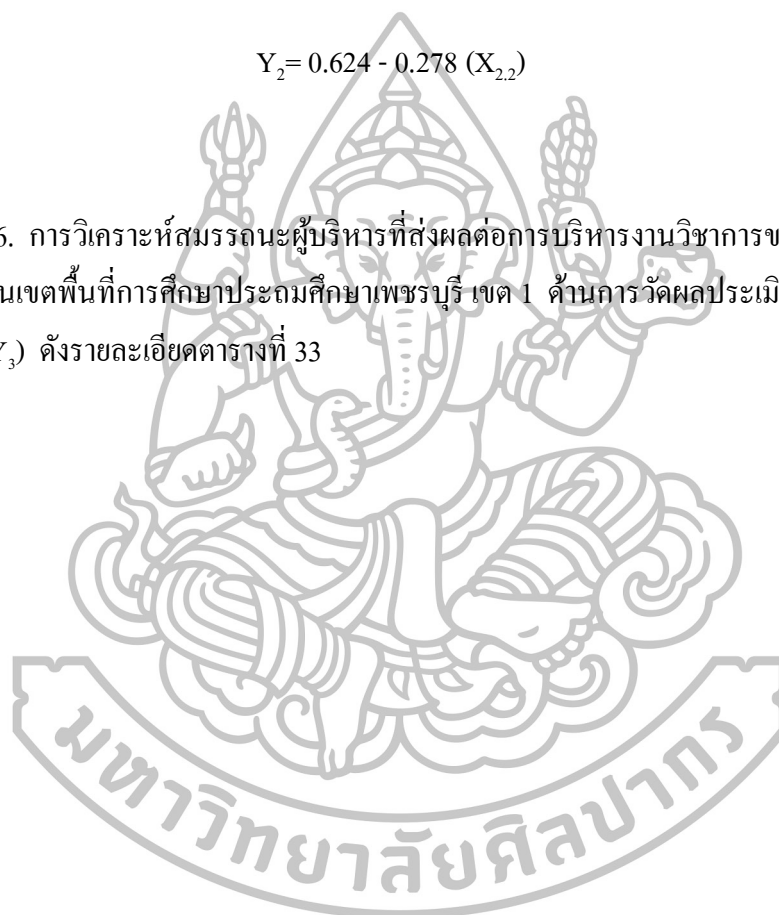 Y₂= 0.624 - 0.278 (X₂.₂)
6. การวิเคราะห์สมรรถนะผู้บริหารที่ส่งผลต่อการบริหารงานวิชาการข
นเขตพื้นที่การศึกษาประถมศึกษาเพชรบุรี เขต 1 ด้านการวัดผลประเมิ
Y₃) ดังรายละเอียดตารางที่ 33
มหาวิทยาลัยศิลปากร